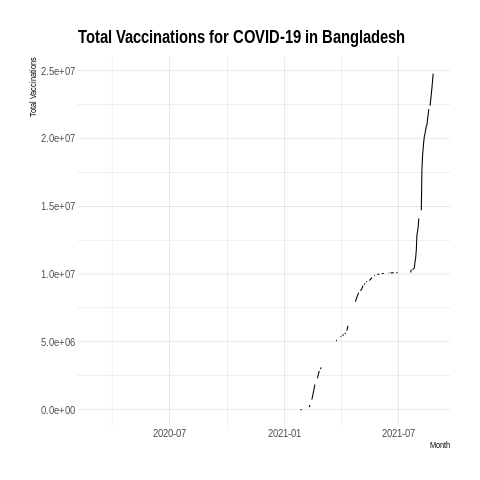 Total Vaccinations for COVID-19 in Bangladesh
Total Vaccinations
2.5e+07
2.0e+07
1.5e+07
1.0e+07
5.0e+06
0.0e+00
2020-07 2021-01 2021-07
Month